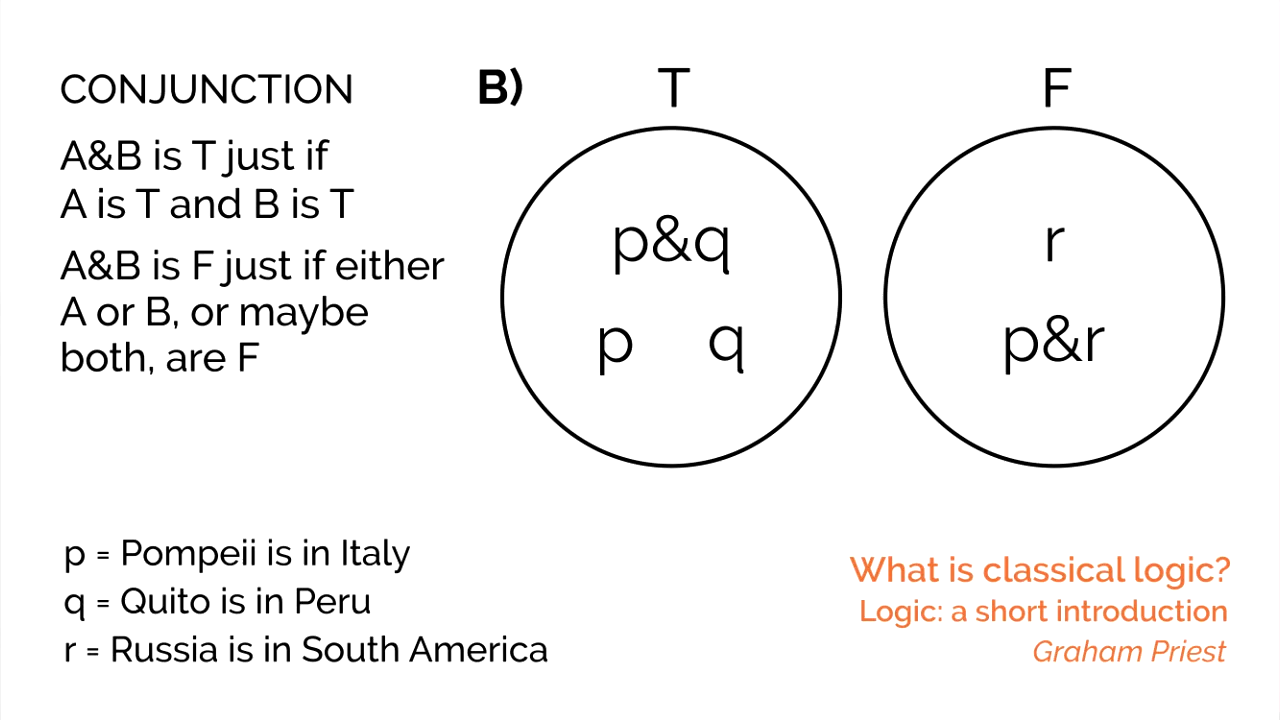 CONJUNCTION
A&B is T just if
A is T and B is T
A&B is F just if either
A or B, or maybe
both, are F
B)
T
p&q
p q
F
r
p&r
p = Pompeii is in Italy
q = Quito is in Peru
r = Russia is in South America
What is classical logic?
Logic: a short introduction
Graham Priest